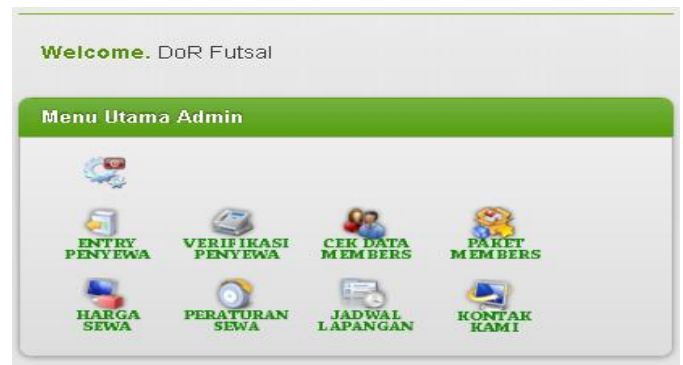 Welcome. DoR Futsal
Menu Utama Admin
ENTRY PENYEWA
VERIFIKASI PENYEWA
CEK DATA MEMBERS
PAKET MEMBERS
HARGA SEWA
PERATURAN SEWA
JADWAL LAPANGAN
KONTAK KAMI